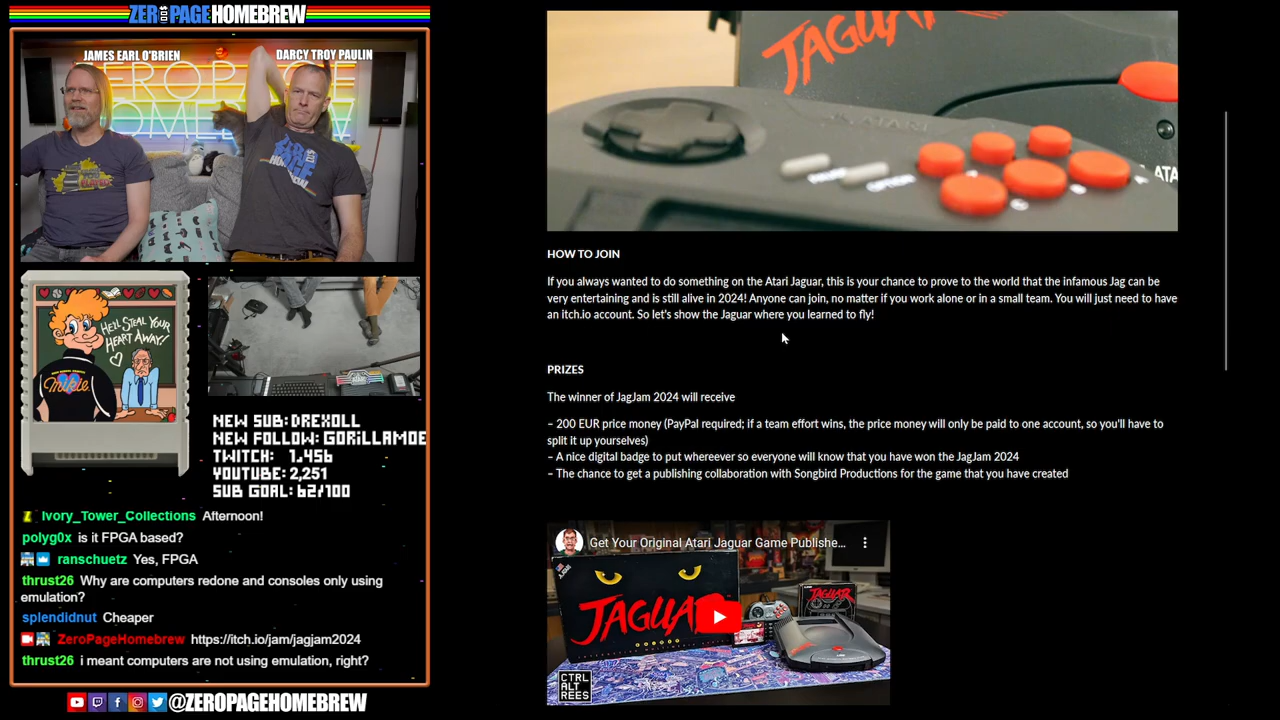 ZEROPAGE HOMEBREW
JAMES EARL O'BRIEN
DARCY TROY PAULIN
ZEROPAGE
HOMEBREW
HE'LL STEAL YOUR
HEART AWAY!
Mikie
NEW SUB: DREXOLL
NEW FOLLOW: GORILLAMOE
TWITCH: 1,456
YOUTUBE: 2,251
SUB GOAL: 62/100
Ivory_Tower_Collections Afternoon!
polyg0x is it FPGA based?
ranschuetz Yes, FPGA
thrust26 Why are computers redone and consoles only using
emulation?
splendidnut Cheaper
ZeroPageHomebrew https://itch.io/jam/jagjam2024
thrust26 i meant computers are not using emulation, right?
@ZEROPAGEHOMEBREW
JAGUAR
OPTION
ATA
HOW TO JOIN
If you always wanted to do something on the Atari Jaguar, this is your chance to prove to the world that the infamous Jag can be
very entertaining and is still alive in 2024! Anyone can join, no matter if you work alone or in a small team. You will just need to have
an itch.io account. So let's show the Jaguar where you learned to fly!
PRIZES
The winner of JagJam 2024 will receive
– 200 EUR price money (PayPal required; if a team effort wins, the price money will only be paid to one account, so you'll have to
split it up yourselves)
– A nice digital badge to put whereever so everyone will know that you have won the JagJam 2024
– The chance to get a publishing collaboration with Songbird Productions for the game that you have created
Get Your Original Atari Jaguar Game Publishe...
JAGUAR
JAGUAR
CTRL
ALT
REES